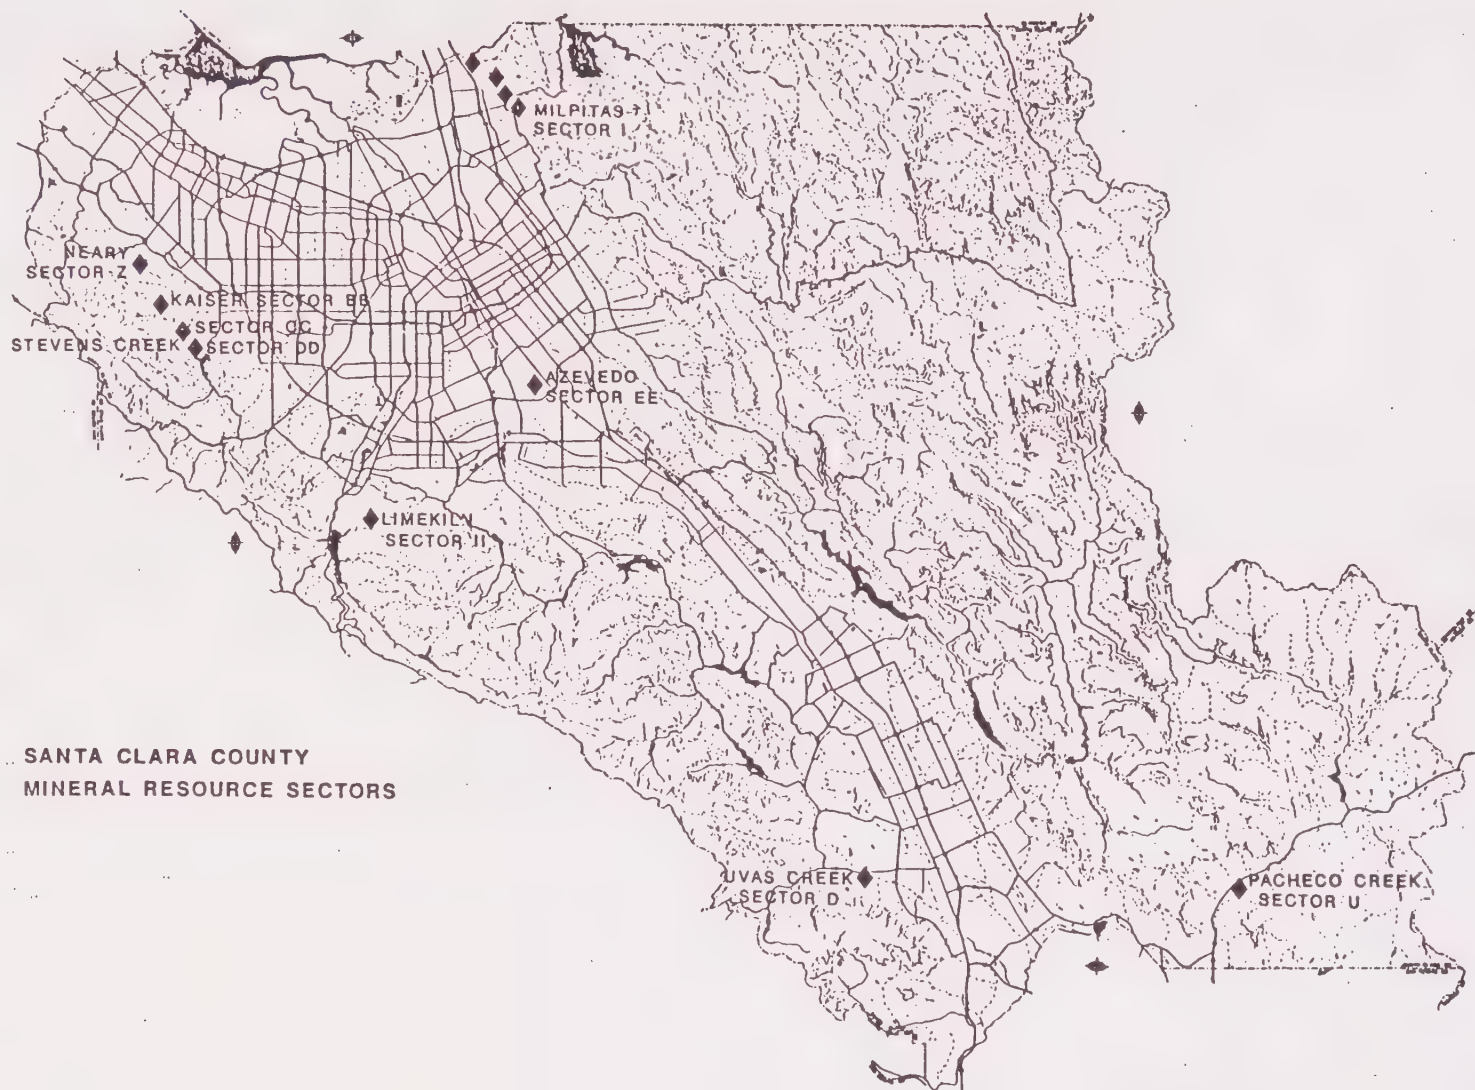 MILPITAS
SECTOR I
NEARY
SECTOR Z
KAISER SECTOR BB
SECTOR CC
STEVENS CREEK
SECTOR DD
AZEVEDO
SECTOR EE
LIMEKILN
SECTOR II
SANTA CLARA COUNTY
MINERAL RESOURCE SECTORS
UVAS CREEK
SECTOR D
PACHECO CREEK
SECTOR U